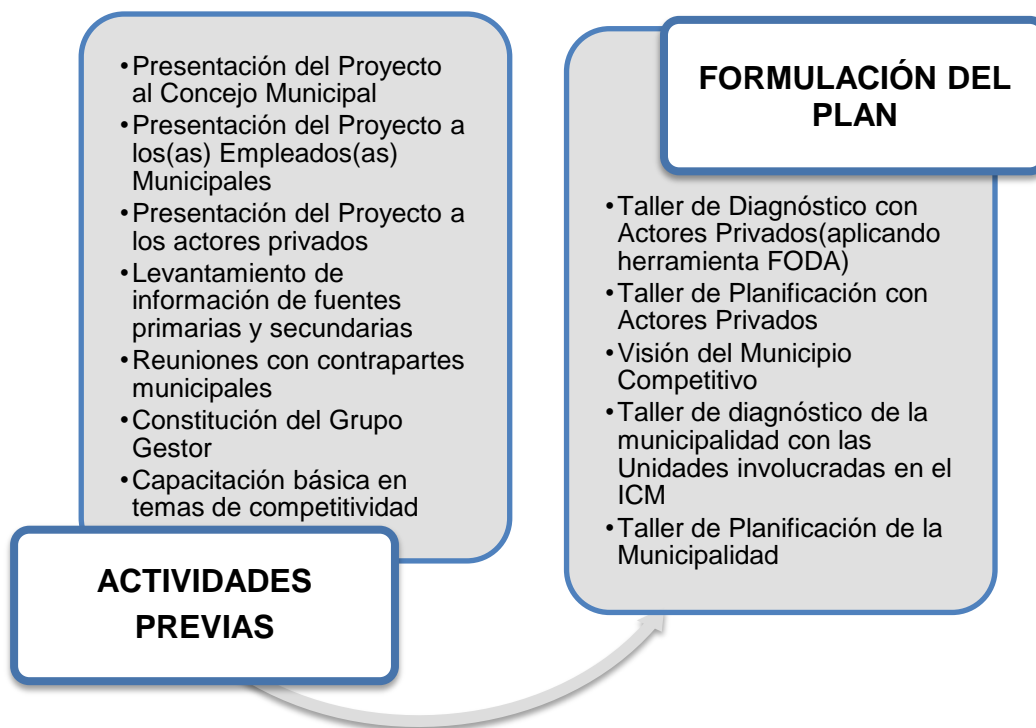 •Presentación del Proyecto
al Concejo Municipal
•Presentación del Proyecto a
los(as) Empleados(as)
Municipales
•Presentación del Proyecto a
los actores privados
•Levantamiento de
información de fuentes
primarias y secundarias
•Reuniones con contrapartes
municipales
•Constitución del Grupo
Gestor
•Capacitación básica en
temas de competitividad
ACTIVIDADES
PREVIAS
FORMULACIÓN DEL
PLAN
•Taller de Diagnóstico con
Actores Privados(aplicando
herramienta FODA)
•Taller de Planificación con
Actores Privados
•Visión del Municipio
Competitivo
•Taller de diagnóstico de la
municipalidad con las
Unidades involucradas en el
ICM
•Taller de Planificación de la
Municipalidad